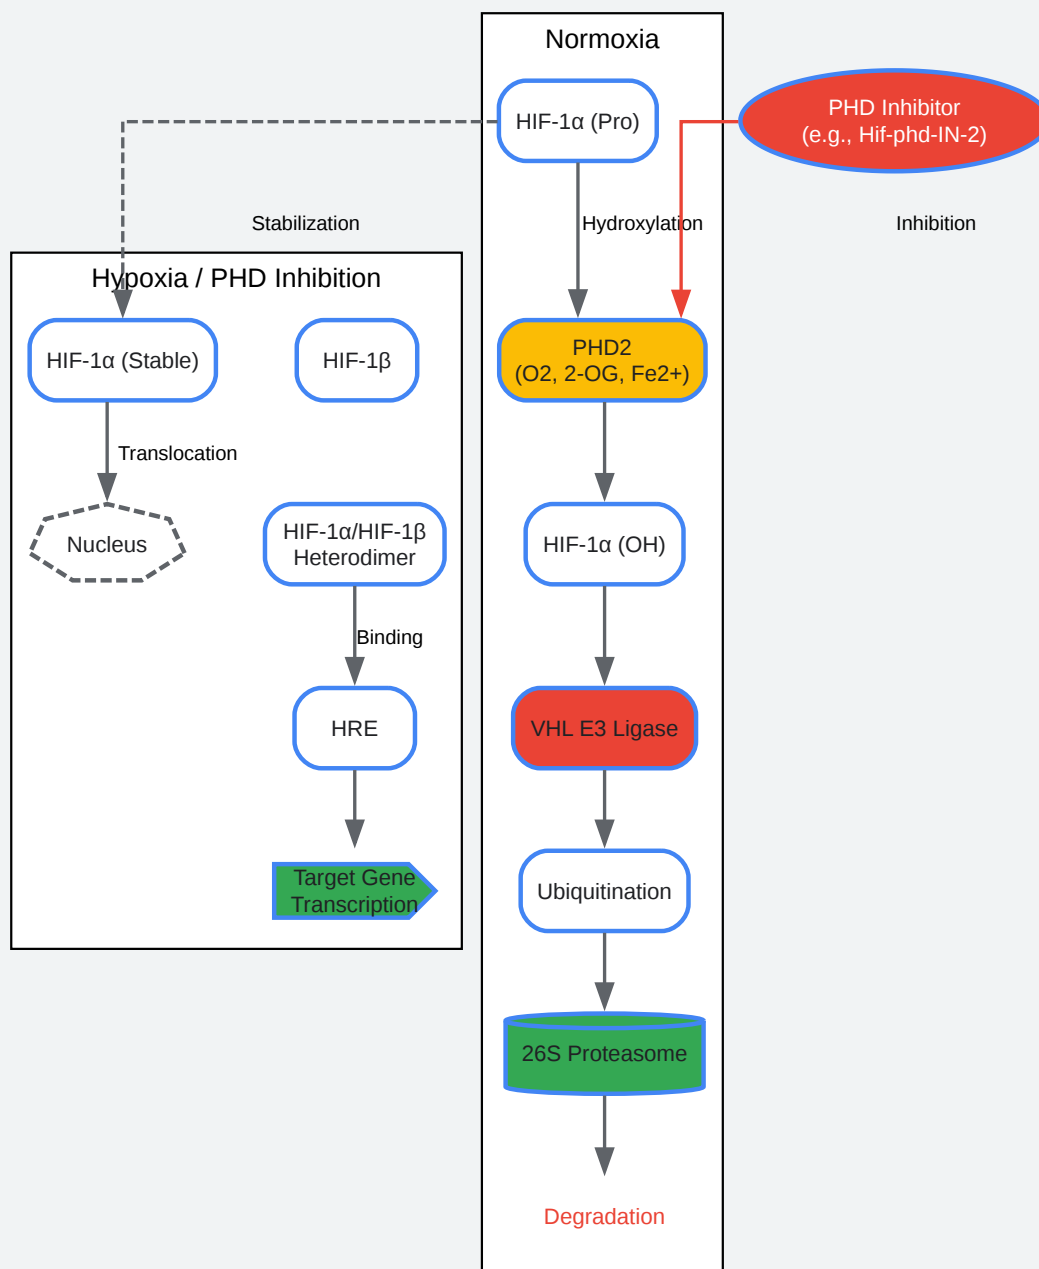 Normoxia
HIF-1α (Pro)
PHD Inhibitor
(e.g., Hif-phd-IN-2)
Stabilization
Hydroxylation
Inhibition
Hypoxia / PHD Inhibition
HIF-1α (Stable)
HIF-1β
PHD2
(O2, 2-OG, Fe2+)
Translocation
Nucleus
HIF-1α/HIF-1β
Heterodimer
HIF-1α (OH)
Binding
HRE
VHL E3 Ligase
Target Gene
Transcription
Ubiquitination
26S Proteasome
Degradation